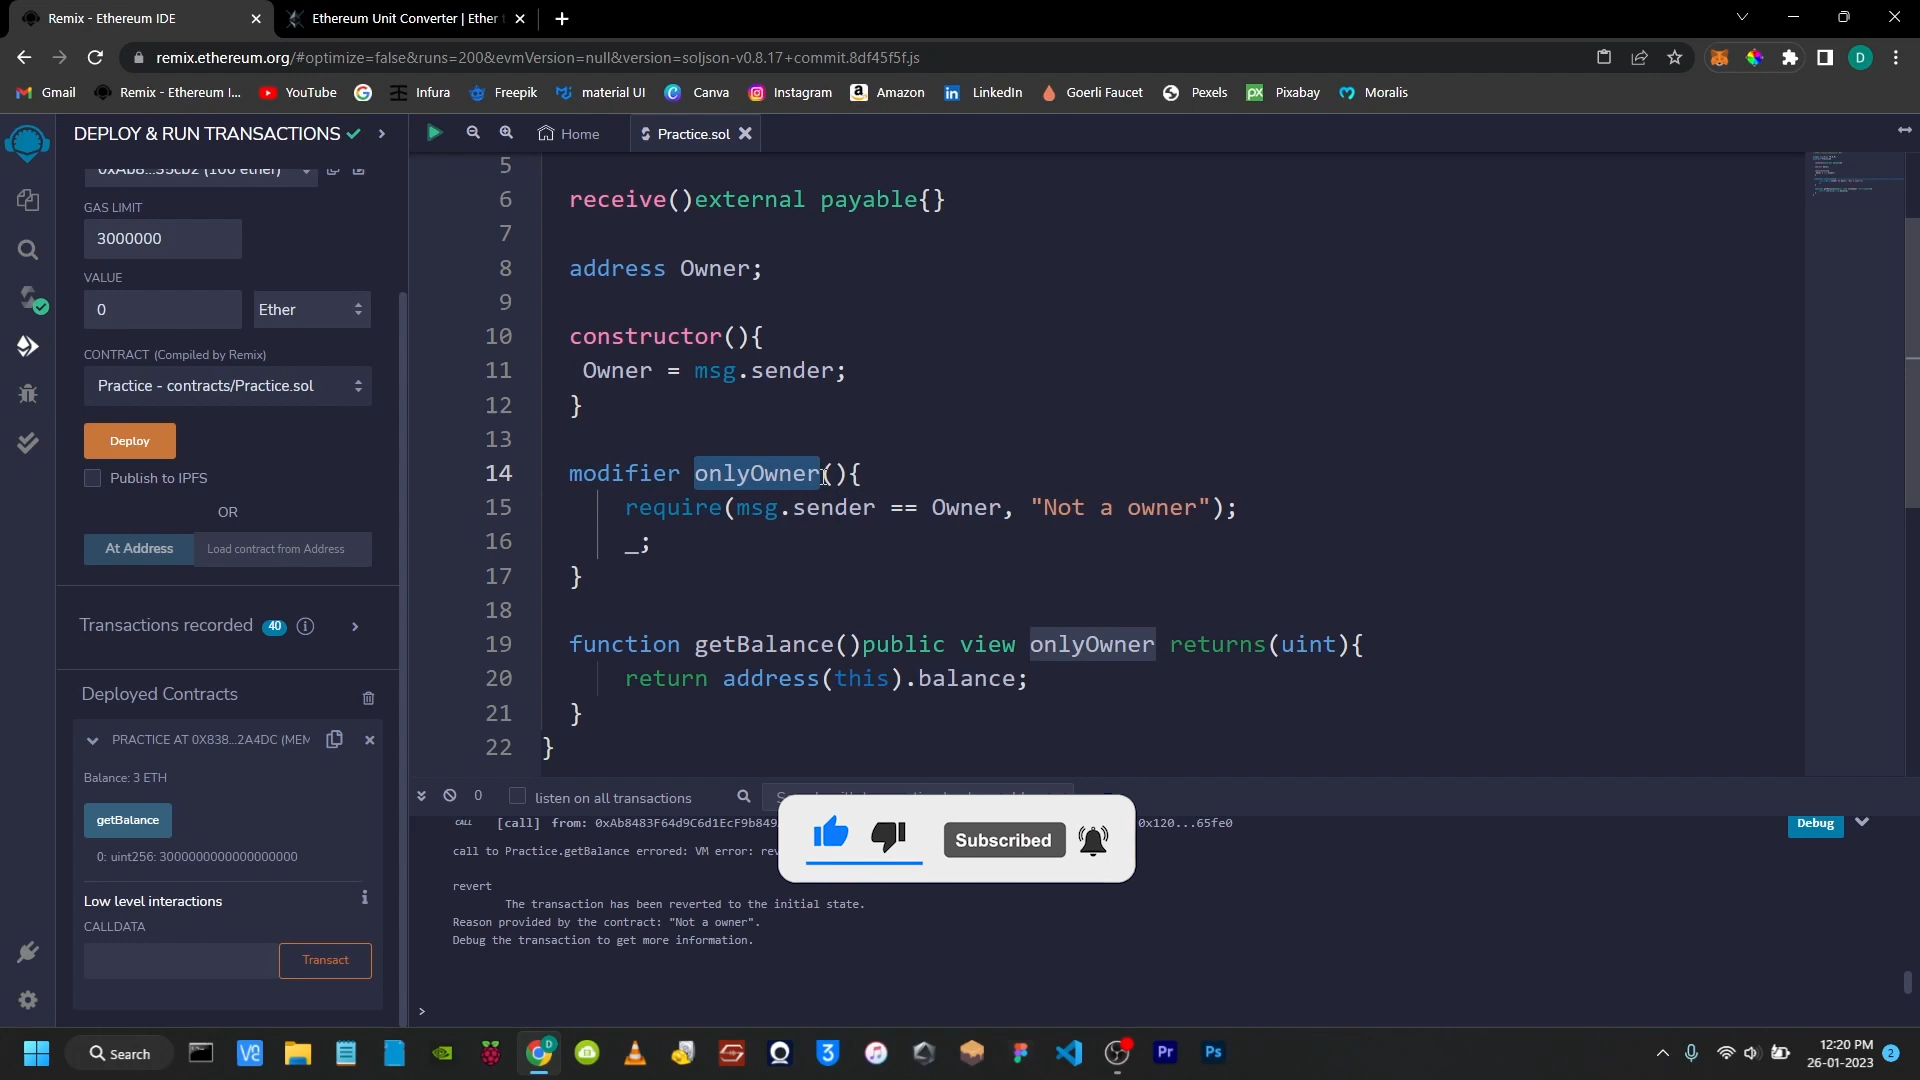 Remix - Ethereum IDE
Ethereum Unit Converter | Ether
remix.ethereum.org/#optimize=false&runs=200&evmVersion=null&version=soljson-v0.8.17+commit.8df45f5f.js
D
Gmail
Remix - Ethereum I...
YouTube
Infura
Freepik
material UI
Canva
Instagram
Amazon
LinkedIn
Goerli Faucet
Pexels
Pixabay
Moralis
DEPLOY & RUN TRANSACTIONS
Home
Practice.sol
0xAb8...35cb2 (100 ether)
GAS LIMIT
3000000
VALUE
0
Ether
CONTRACT (Compiled by Remix)
Practice - contracts/Practice.sol
Deploy
Publish to IPFS
OR
At Address
Load contract from Address
Transactions recorded 40
Deployed Contracts
PRACTICE AT 0X838...2A4DC (MEM
Balance: 3 ETH
getBalance
0: uint256: 3000000000000000000
Low level interactions
CALLDATA
Transact
5
6 receive()external payable{}
7
8 address Owner;
9
10 constructor(){
11 Owner = msg.sender;
12 }
13
14 modifier onlyOwner(){
15 require(msg.sender == Owner, "Not a owner");
16 _;
17 }
18
19 function getBalance()public view onlyOwner returns(uint){
20 return address(this).balance;
21 }
22 }
0
listen on all transactions
CALL [call] from: 0xAb8483F64d9C6d1EcF9b849 0x120...65fe0
Debug
call to Practice.getBalance errored: VM error: rev
revert
The transaction has been reverted to the initial state.
Reason provided by the contract: "Not a owner".
Debug the transaction to get more information.
>
Subscribed
Search
12:20 PM
26-01-2023
2